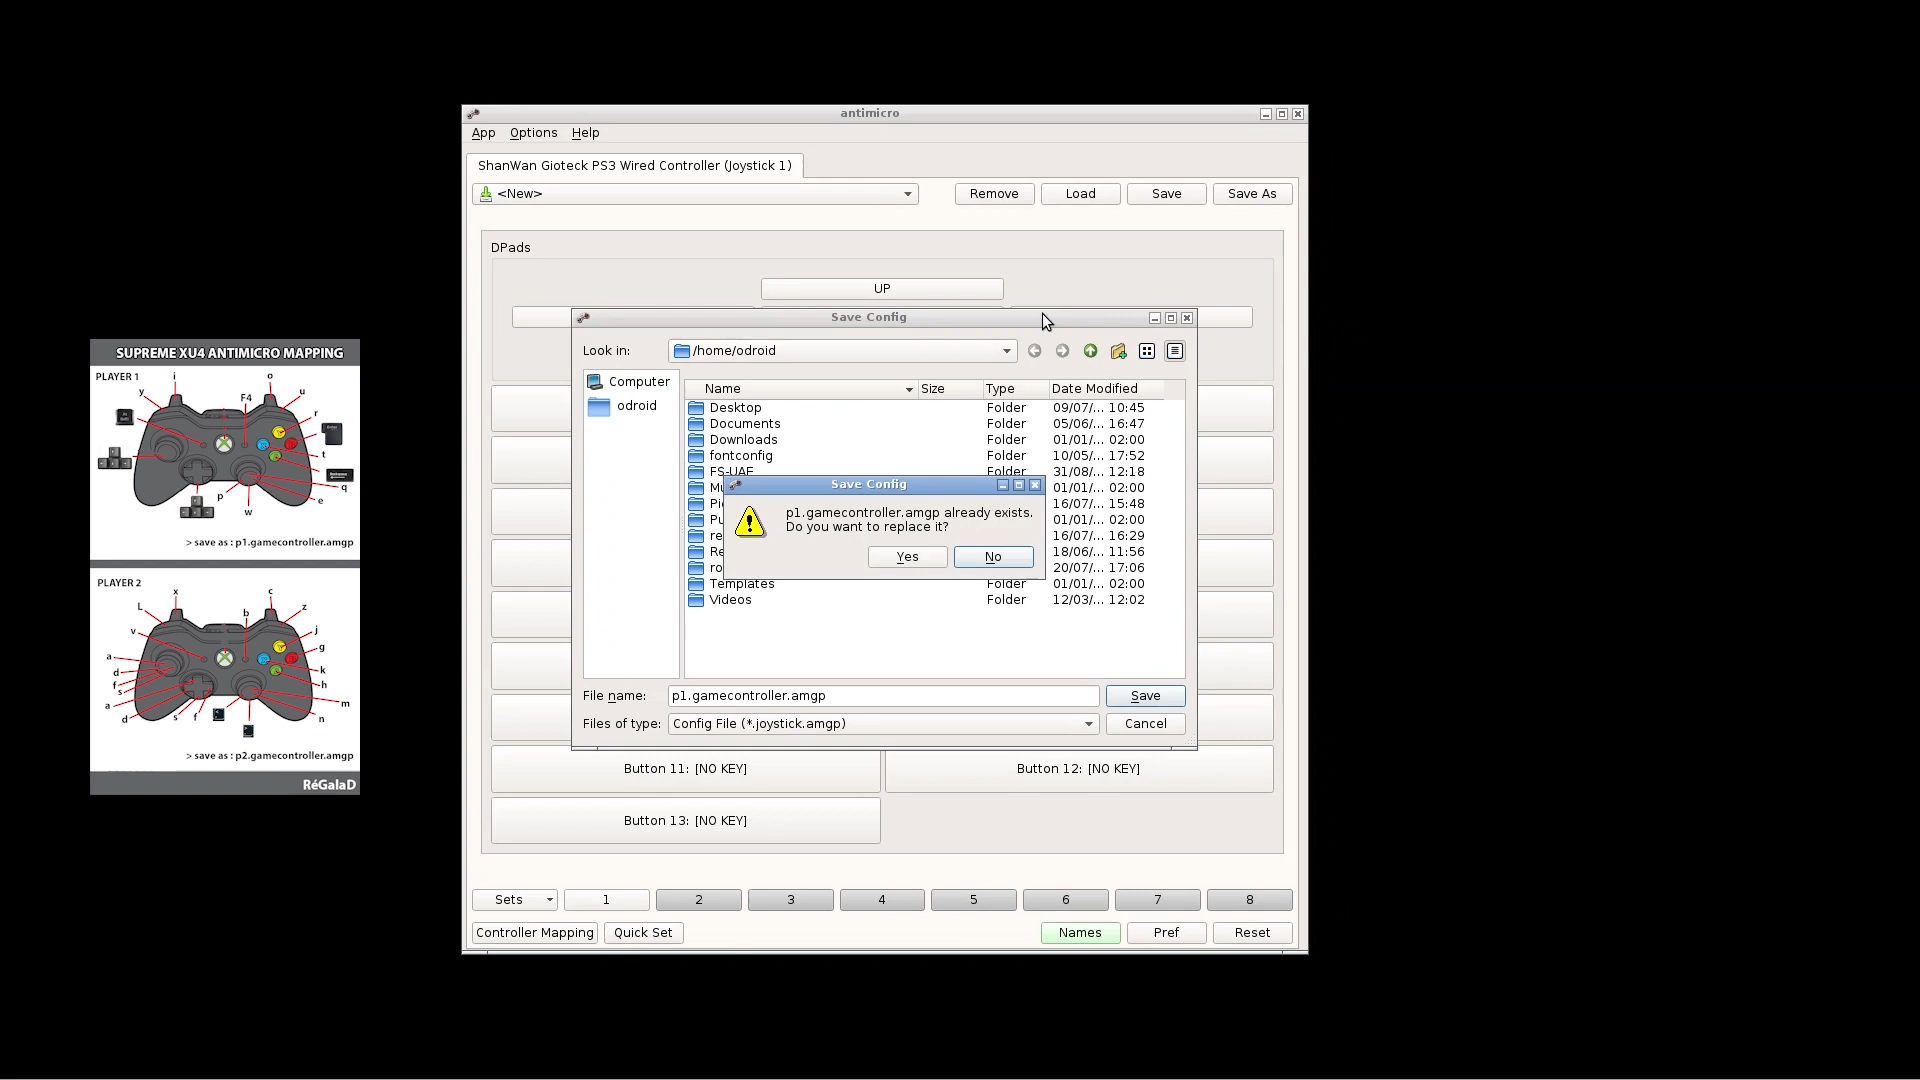 antimicro
App Options Help
ShanWan Gioteck PS3 Wired Controller (Joystick 1)
<New> Remove Load Save Save As
DPads
UP
Save Config
Look in: /home/odroid
Computer
odroid
Name Size Type Date Modified
Desktop Folder 09/07/... 10:45
Documents Folder 05/06/... 16:47
Downloads Folder 01/01/... 02:00
fontconfig Folder 10/05/... 17:52
FS-UAE Folder 31/08/... 12:18
Mu 01/01/... 02:00
Pi 16/07/... 15:48
Pu 01/01/... 02:00
re 16/07/... 16:29
Re 18/06/... 11:56
ro 20/07/... 17:06
Templates Folder 01/01/... 02:00
Videos Folder 12/03/... 12:02
Save Config
p1.gamecontroller.amgp already exists.
Do you want to replace it?
Yes No
File name: p1.gamecontroller.amgp Save
Files of type: Config File (*.joystick.amgp) Cancel
Button 11: [NO KEY] Button 12: [NO KEY]
Button 13: [NO KEY]
Sets 1 2 3 4 5 6 7 8
Controller Mapping Quick Set Names Pref Reset
SUPREME XU4 ANTIMICRO MAPPING
PLAYER 1
i o
y F4 u
r
t
q
p e
w
> save as : p1.gamecontroller.amgp
PLAYER 2
x c
L b z
v j
g
a
d k
f h
s
a m
d s f n
> save as : p2.gamecontroller.amgp
RéGalaD